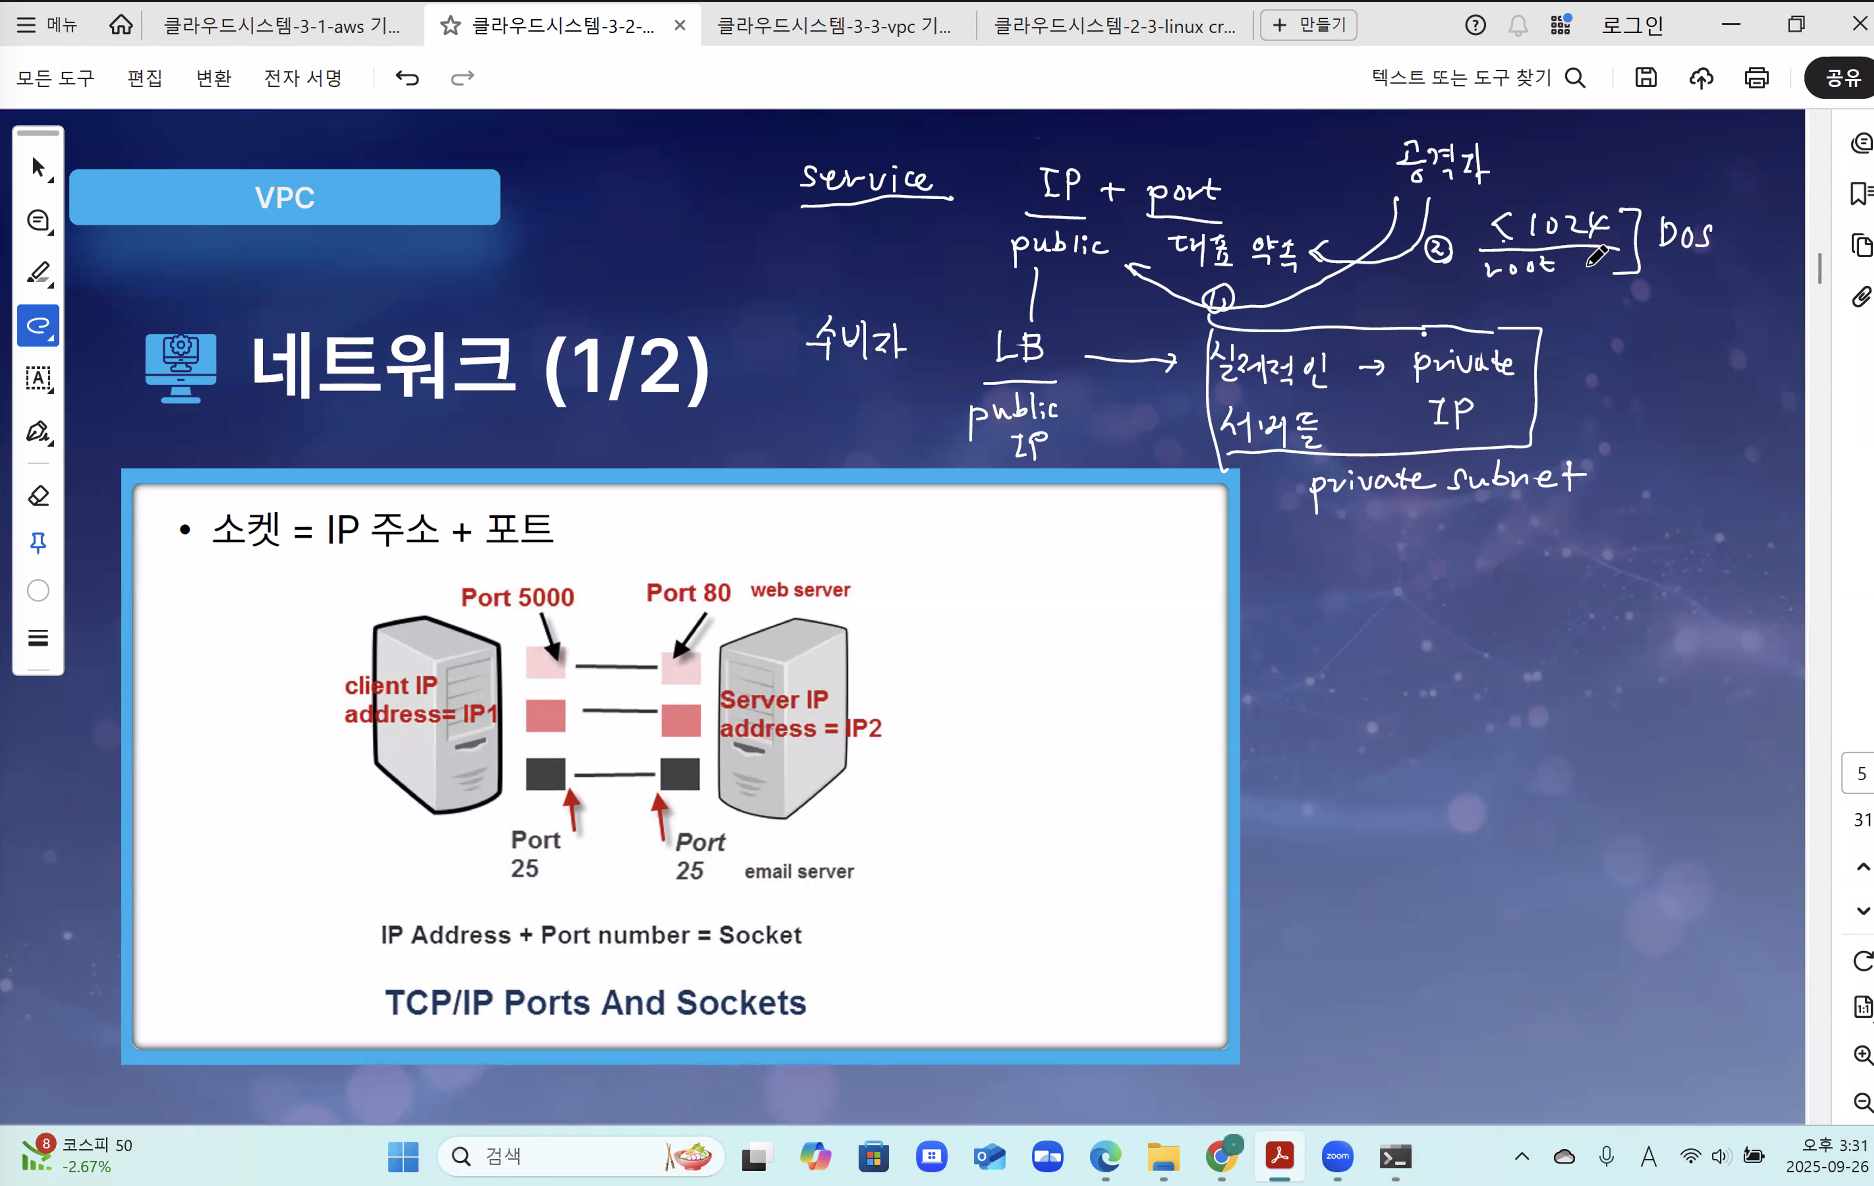 메뉴
클라우드시스템-3-1-aws 기...
클라우드시스템-3-2-...
클라우드시스템-3-3-vpc 기...
클라우드시스템-2-3-linux cr...
만들기
로그인
모든 도구
편집
변환
전자 서명
텍스트 또는 도구 찾기
공유
VPC
service
IP + port
공격자
public
대표 약속
②
< 1024
root
DOS
①
네트워크 (1/2)
수비자
LB
실제적인 → private
서버들
IP
public
IP
private subnet
• 소켓 = IP 주소 + 포트
Port 5000
Port 80
web server
client IP
address= IP1
Server IP
address = IP2
Port
25
Port
25
email server
IP Address + Port number = Socket
TCP/IP Ports And Sockets
5
31
1:1
8
코스피 50
-2.67%
검색
zoom
A
오후 3:31
2025-09-26